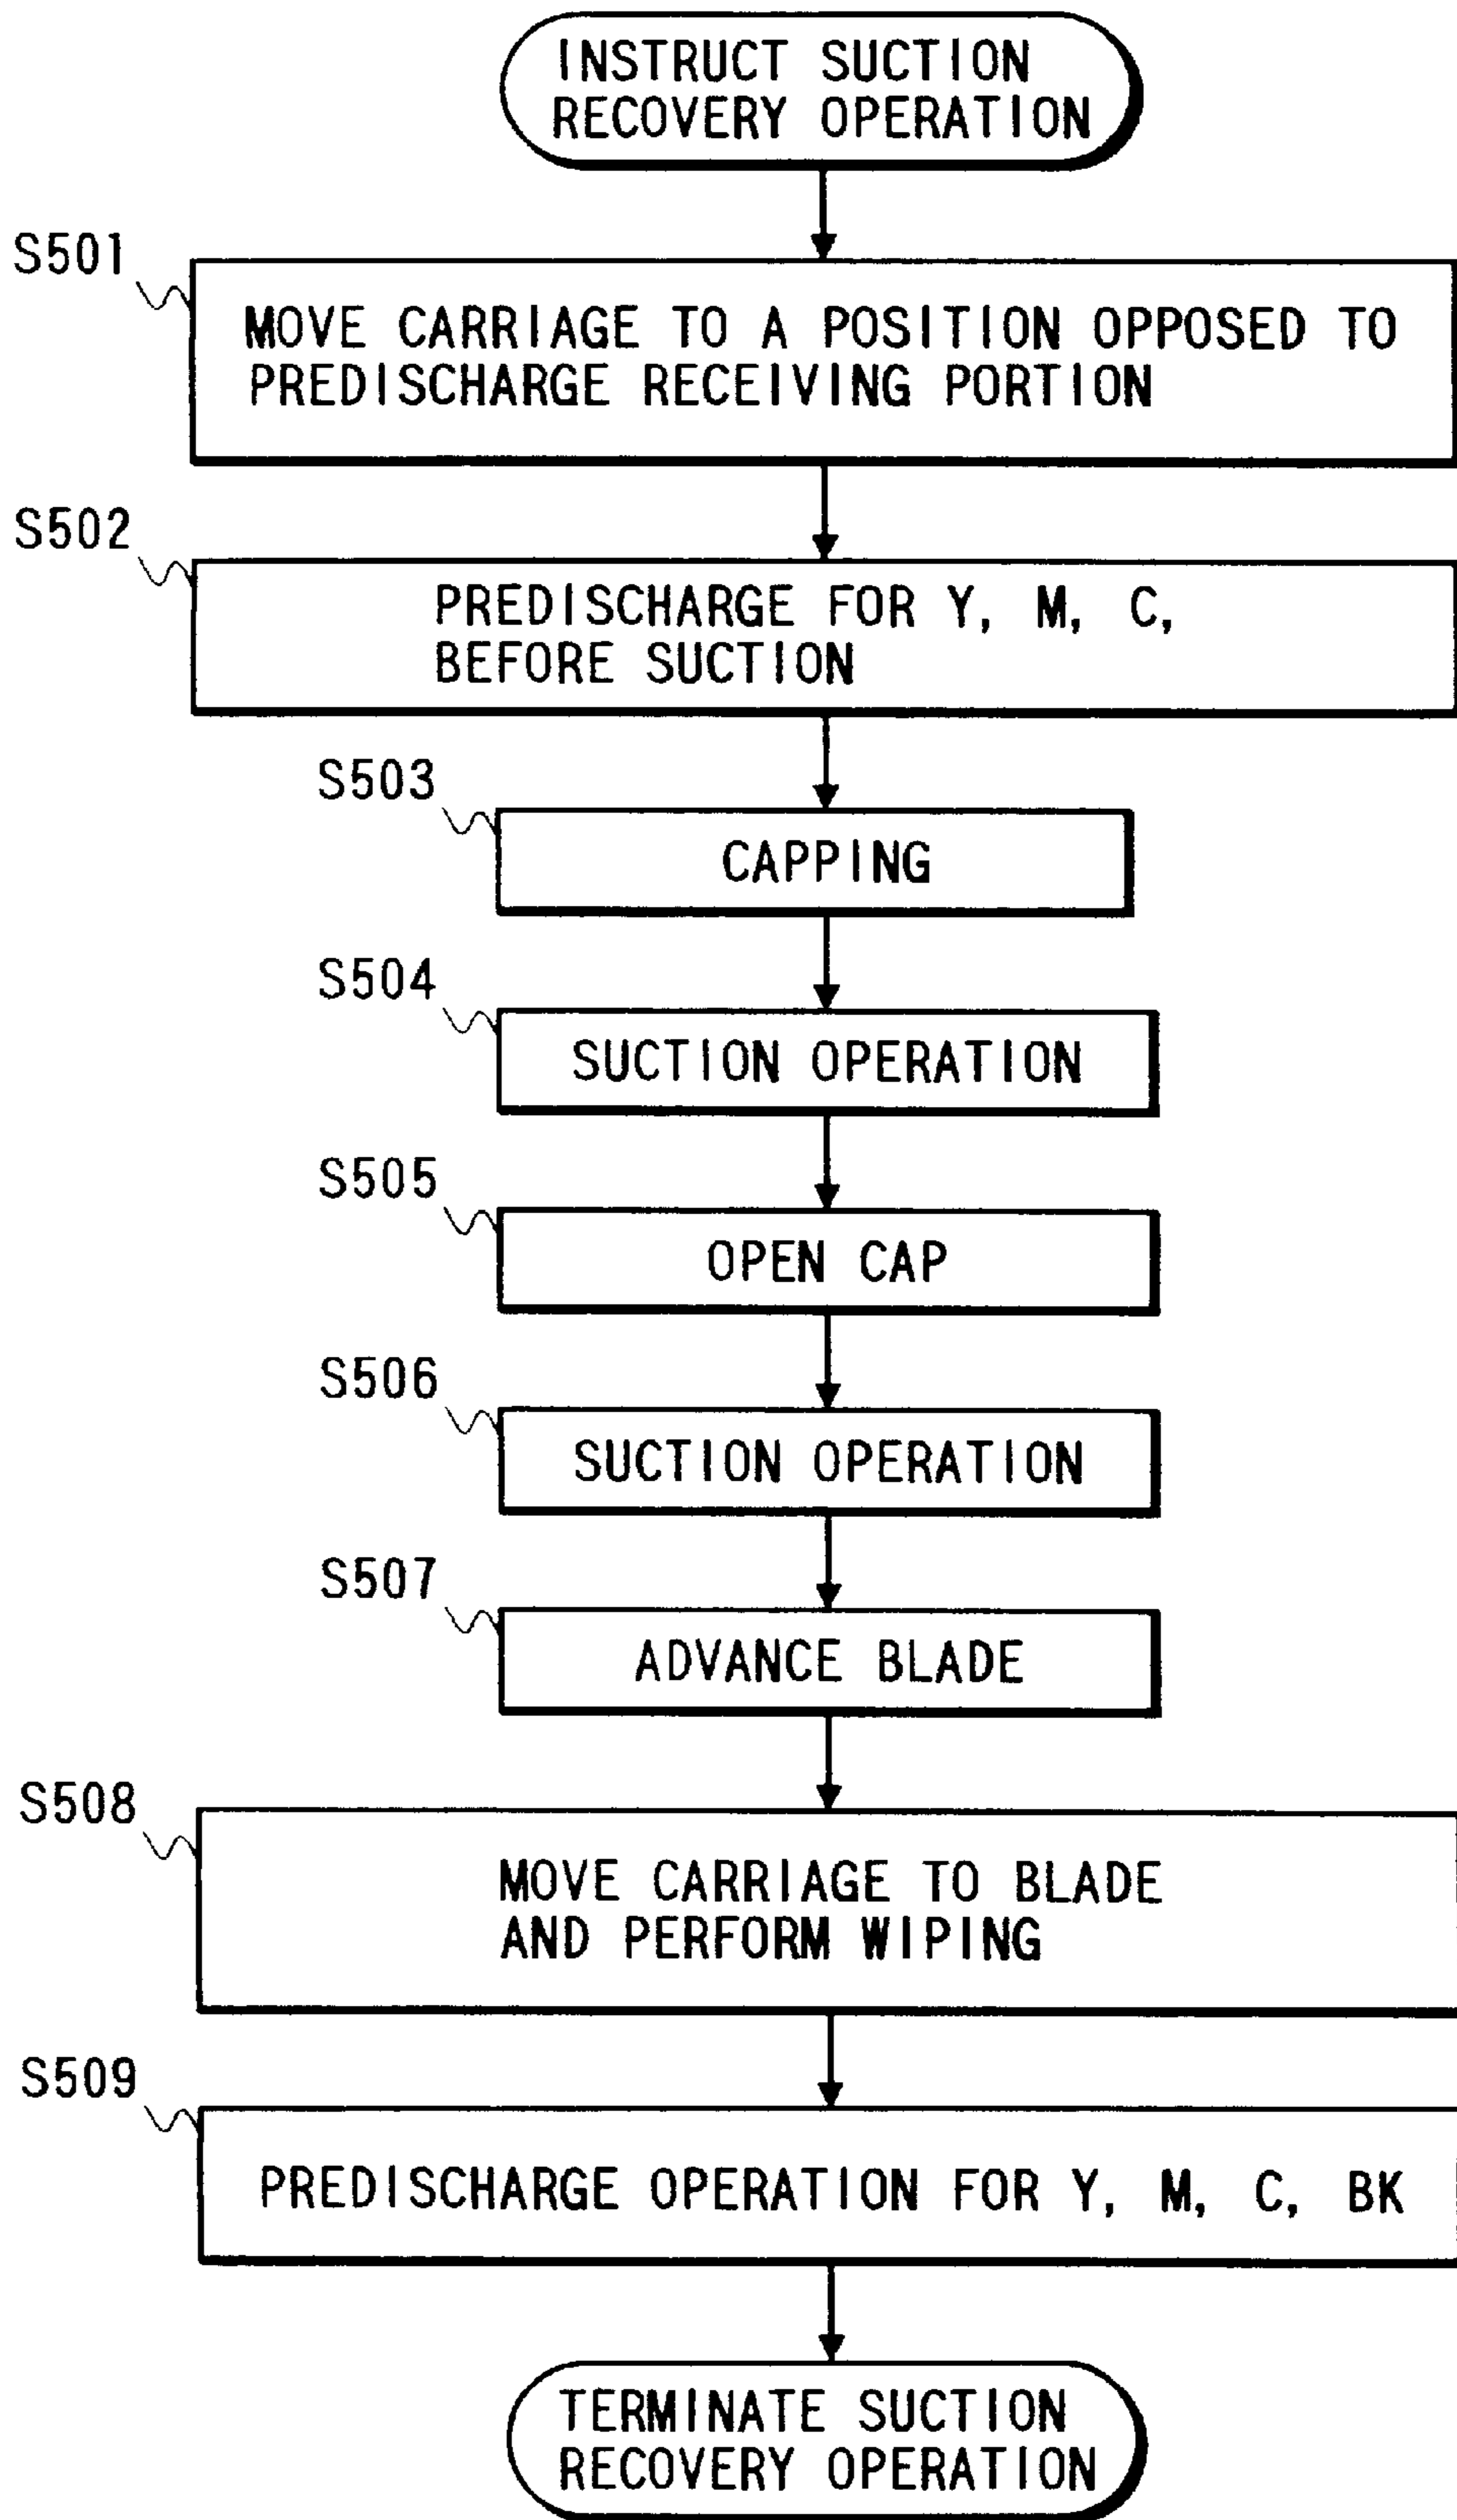 INSTRUCT SUCTION
RECOVERY OPERATION
S501
MOVE CARRIAGE TO A POSITION OPPOSED TO
PREDISCHARGE RECEIVING PORTION
S502
PREDISCHARGE FOR Y, M, C,
BEFORE SUCTION
S503
CAPPING
S504
SUCTION OPERATION
S505
OPEN CAP
S506
SUCTION OPERATION
S507
ADVANCE BLADE
S508
MOVE CARRIAGE TO BLADE
AND PERFORM WIPING
S509
PREDISCHARGE OPERATION FOR Y, M, C, BK
TERMINATE SUCTION
RECOVERY OPERATION